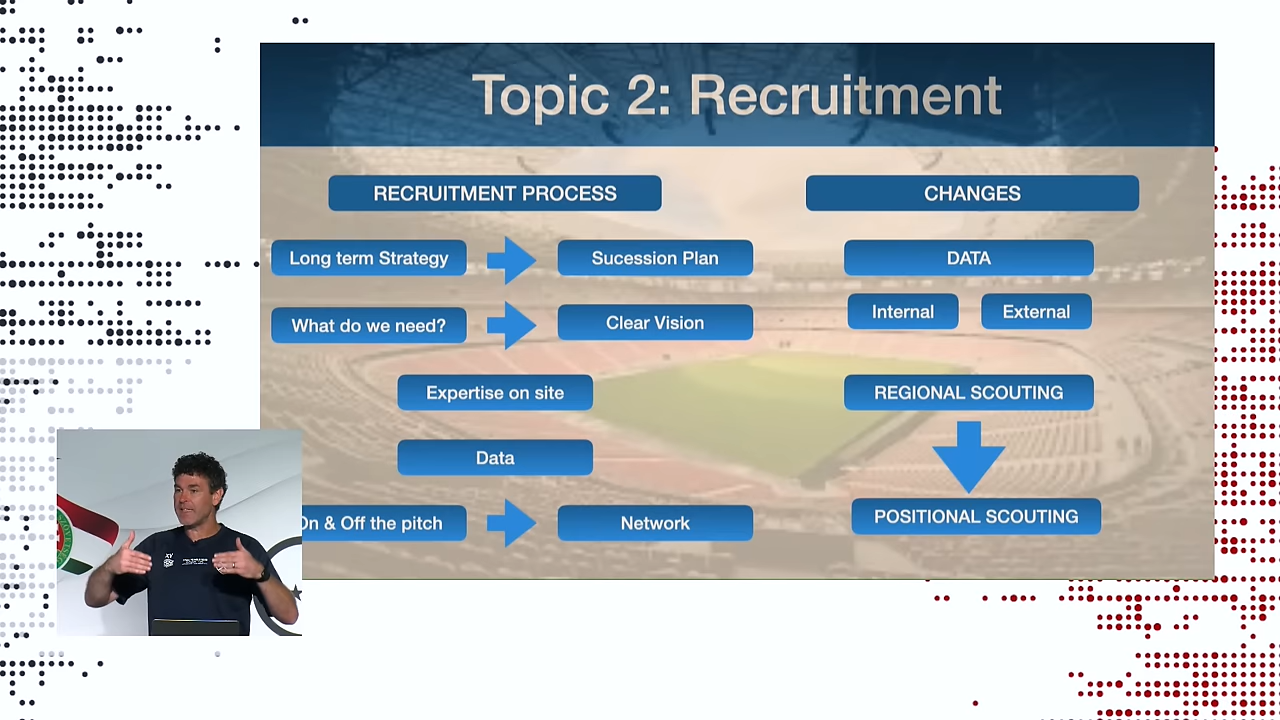 Topic 2: Recruitment
RECRUITMENT PROCESS
Long term Strategy
Sucession Plan
What do we need?
Clear Vision
Expertise on site
Data
On & Off the pitch
Network
CHANGES
DATA
Internal
External
REGIONAL SCOUTING
POSITIONAL SCOUTING
XY